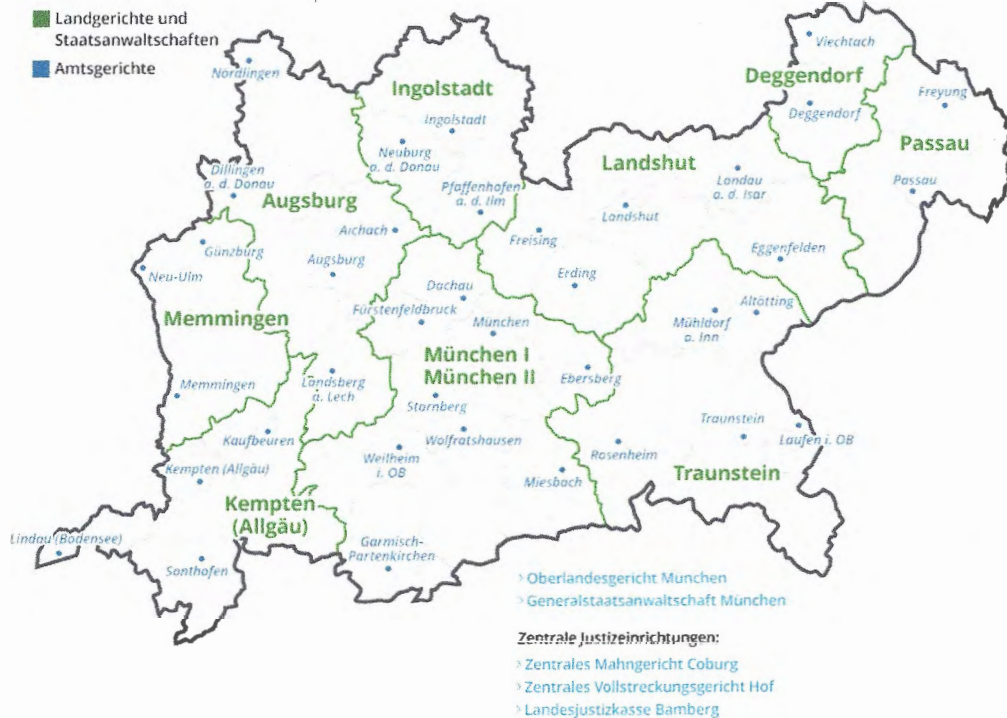 Landgerichte und
Staatsanwaltschaften
Amtsgerichte
Viechtach
Nördlingen
Deggendorf
Ingolstadt
Freyung
Deggendorf
Ingolstadt
Passau
Neuburg
a. d. Donau
Landshut
Dillingen
a. d. Donau
Landau
a. d. Isar
Pfaffenhofen
a. d. Ilm
Passau
Augsburg
Landshut
Aichach
Freising
Günzburg
Eggenfelden
Augsburg
Neu-Ulm
Erding
Dachau
Altötting
Fürstenfeldbruck
Memmingen
München
Mühldorf
a. Inn
München I
München II
Landsberg
a. Lech
Ebersberg
Memmingen
Starnberg
Traunstein
Kaufbeuren
Wolfratshausen
Laufen i. OB
Weilheim
i. OB
Rosenheim
Kempten (Allgäu)
Miesbach
Traunstein
Kempten
(Allgäu)
Lindau (Bodensee)
Garmisch-
Partenkirchen
Sonthofen
› Oberlandesgericht München
› Generalstaatsanwaltschaft München
Zentrale Justizeinrichtungen:
› Zentrales Mahngericht Coburg
› Zentrales Vollstreckungsgericht Hof
› Landesjustizkasse Bamberg